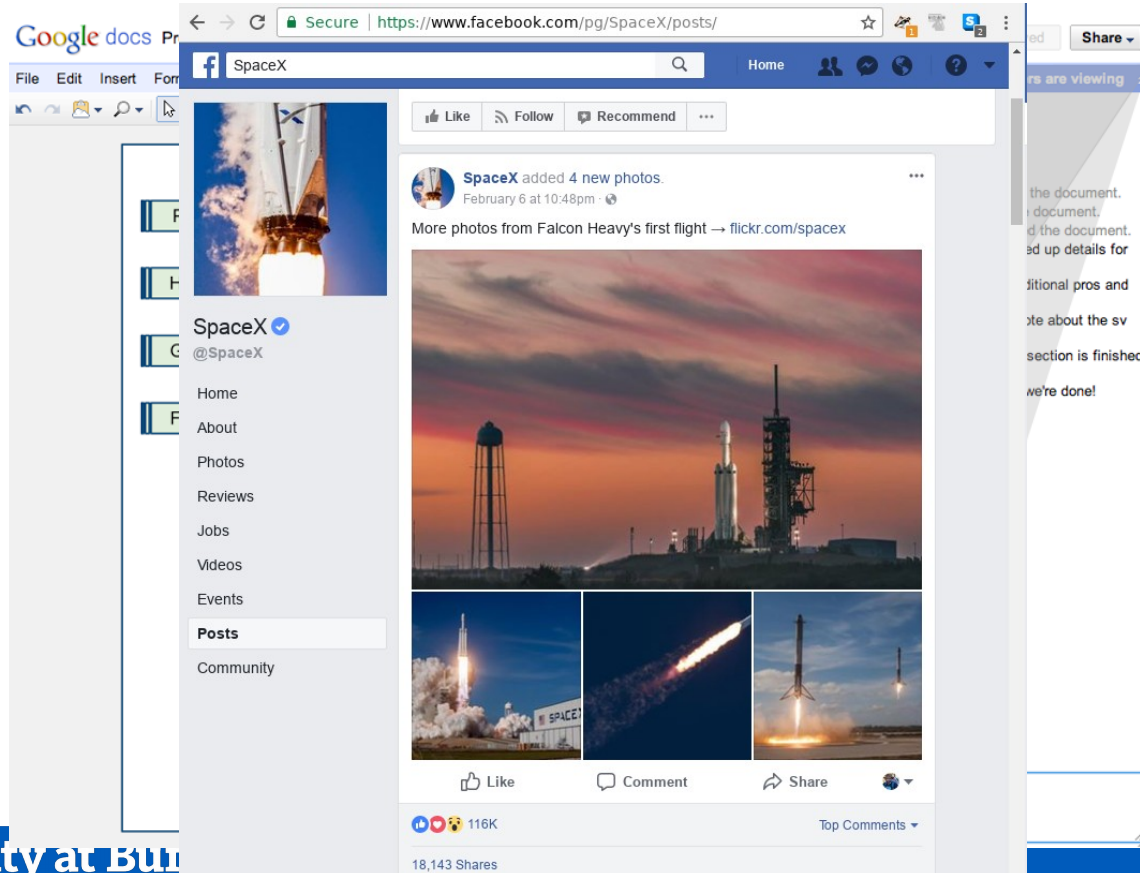 Google docs
Secure | https://www.facebook.com/pg/SpaceX/posts/
Share
File Edit Insert
SpaceX
Home
are viewing
Like Follow Recommend
SpaceX added 4 new photos.
February 6 at 10:48pm
More photos from Falcon Heavy's first flight → flickr.com/spacex
SpaceX
@SpaceX
Home
About
Photos
Reviews
Jobs
Videos
Events
Posts
Community
SPACEX
Like Comment Share
116K
Top Comments
18,143 Shares
the document.
document.
the document.
up details for
pros and
about the sv
section is finished
we're done!
at